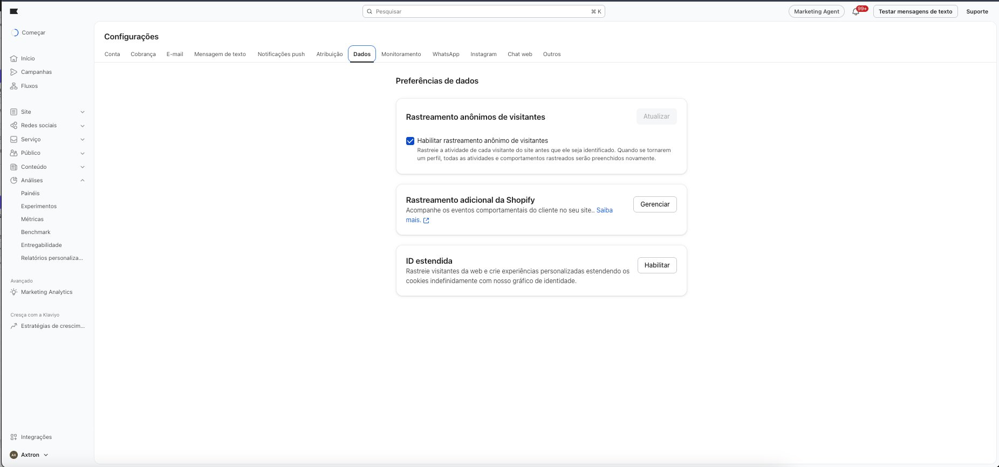 Pesquisar
⌘ K
Marketing Agent
99+
Testar mensagens de texto
Suporte
Começar
Início
Campanhas
Fluxos
Site
Redes sociais
Serviço
Público
Conteúdo
Análises
Painéis
Experimentos
Métricas
Benchmark
Entregabilidade
Relatórios personaliza...
Avançado
Marketing Analytics
Cresça com a Klaviyo
Estratégias de crescim...
Integrações
AX
Axtron
Configurações
Conta
Cobrança
E-mail
Mensagem de texto
Notificações push
Atribuição
Dados
Monitoramento
WhatsApp
Instagram
Chat web
Outros
Preferências de dados
Rastreamento anônimos de visitantes
Atualizar
Habilitar rastreamento anônimo de visitantes
Rastreie a atividade de cada visitante do site antes que ele seja identificado. Quando se tornarem
um perfil, todas as atividades e comportamentos rastreados serão preenchidos novamente.
Rastreamento adicional da Shopify
Gerenciar
Acompanhe os eventos comportamentais do cliente no seu site.. Saiba
mais.
ID estendida
Habilitar
Rastreie visitantes da web e crie experiências personalizadas estendendo os
cookies indefinidamente com nosso gráfico de identidade.